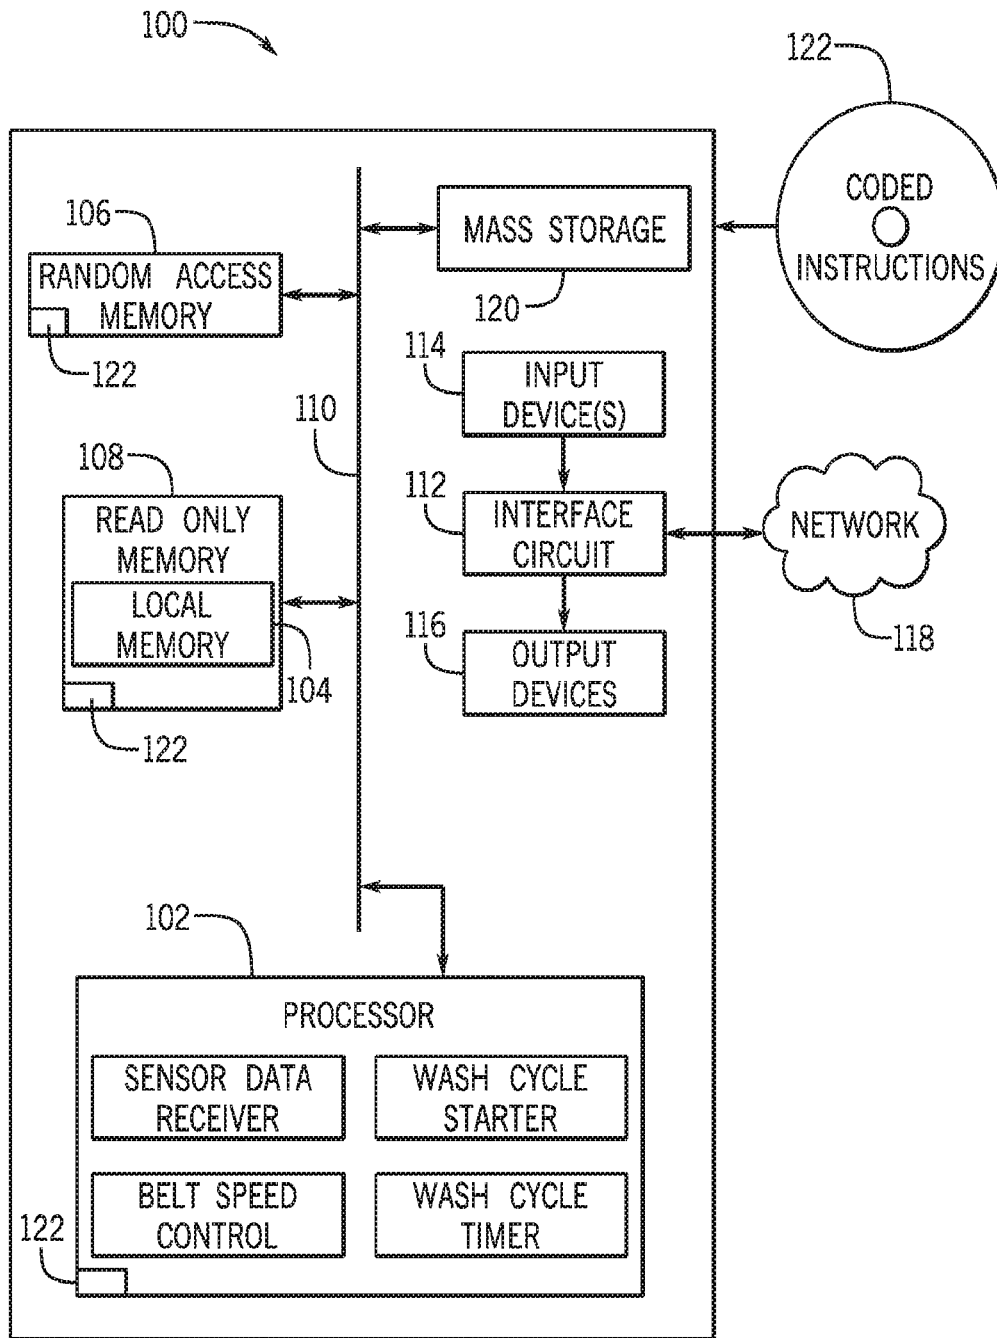 100
122
CODED
INSTRUCTIONS
106
RANDOM ACCESS
MEMORY
122
MASS STORAGE
120
114
INPUT
DEVICE(S)
110
108
READ ONLY
MEMORY
LOCAL
MEMORY
104
122
112
INTERFACE
CIRCUIT
NETWORK
118
116
OUTPUT
DEVICES
102
PROCESSOR
SENSOR DATA
RECEIVER
WASH CYCLE
STARTER
BELT SPEED
CONTROL
WASH CYCLE
TIMER
122